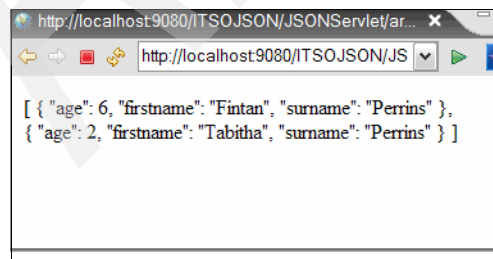 http://localhost:9080/ITSOJSON/JSONServlet/ar...
http://localhost:9080/ITSOJSON/JS
[ { "age": 6, "firstname": "Fintan", "surname": "Perrins" },
{ "age": 2, "firstname": "Tabitha", "surname": "Perrins" } ]